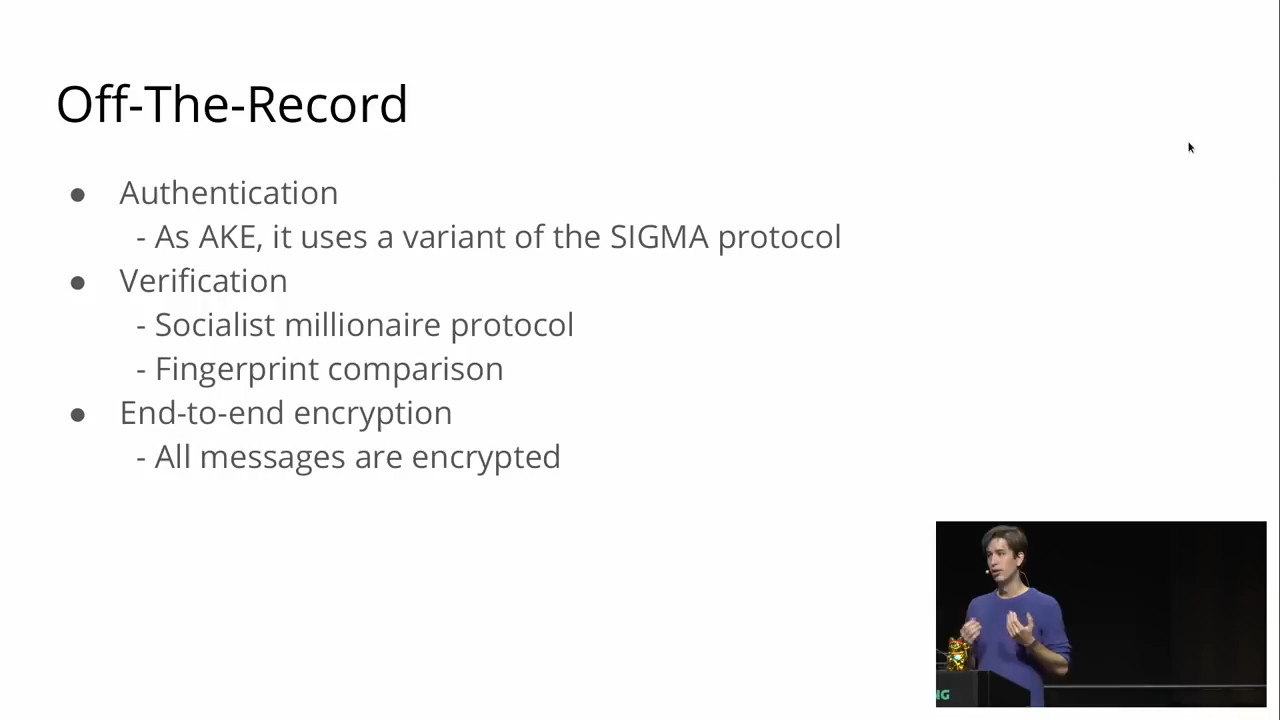 Off-The-Record
● Authentication
- As AKE, it uses a variant of the SIGMA protocol
● Verification
- Socialist millionaire protocol
- Fingerprint comparison
● End-to-end encryption
- All messages are encrypted
NG